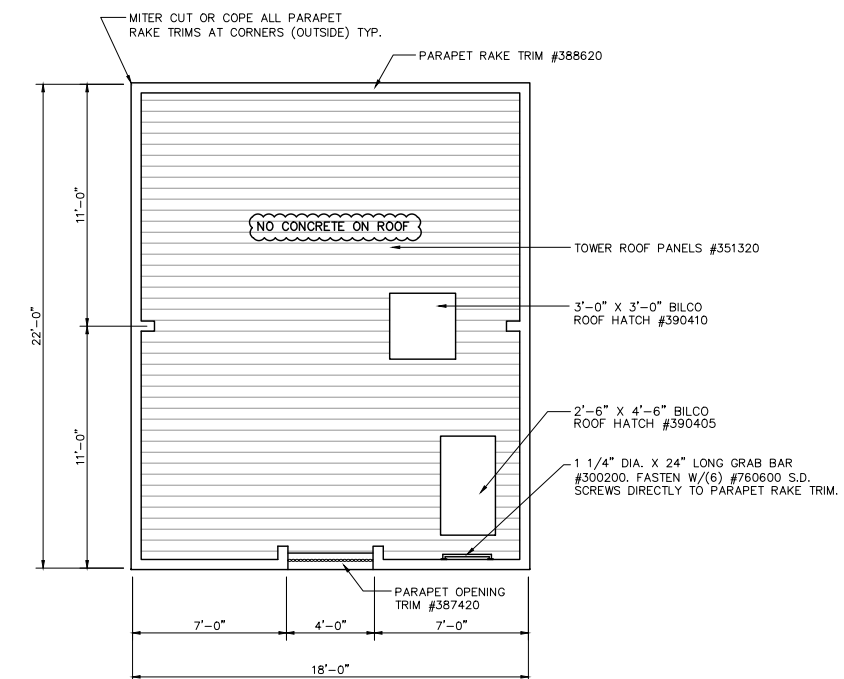 MITER CUT OR COPE ALL PARAPET
RAKE TRIMS AT CORNERS (OUTSIDE) TYP.
PARAPET RAKE TRIM #388620
11'-0"
NO CONCRETE ON ROOF
TOWER ROOF PANELS #351320
3'-0" X 3'-0" BILCO
ROOF HATCH #390410
22'-0"
2'-6" X 4'-6" BILCO
ROOF HATCH #390405
11'-0"
1 1/4" DIA. X 24" LONG GRAB BAR
#300200. FASTEN W/(6) #760600 S.D.
SCREWS DIRECTLY TO PARAPET RAKE TRIM.
PARAPET OPENING
TRIM #387420
7'-0"
4'-0"
7'-0"
18'-0"